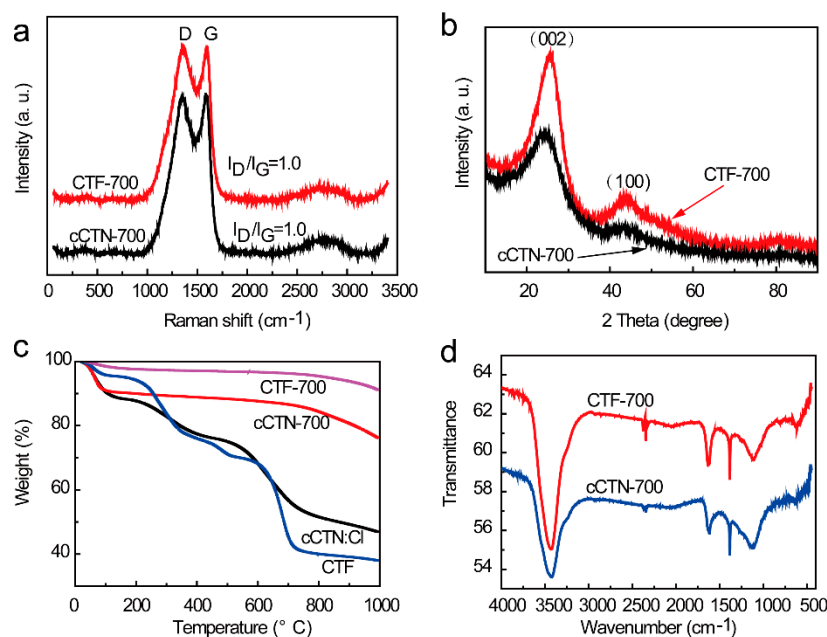 a
D G
CTF-700
I_D/I_G=1.0
cCTN-700
I_D/I_G=1.0
Intensity (a. u.)
0 500 1000 1500 2000 2500 3000 3500
Raman shift (cm-1)
b
(002)
(100)
CTF-700
cCTN-700
Intensity (a. u.)
20 40 60 80
2 Theta (degree)
c
100
80
60
40
CTF-700
cCTN-700
cCTN:Cl
CTF
Weight (%)
0 200 400 600 800 1000
Temperature (° C)
d
64
62
60
58
56
54
CTF-700
cCTN-700
Transmittance
4000 3500 3000 2500 2000 1500 1000 500
Wavenumber (cm-1)